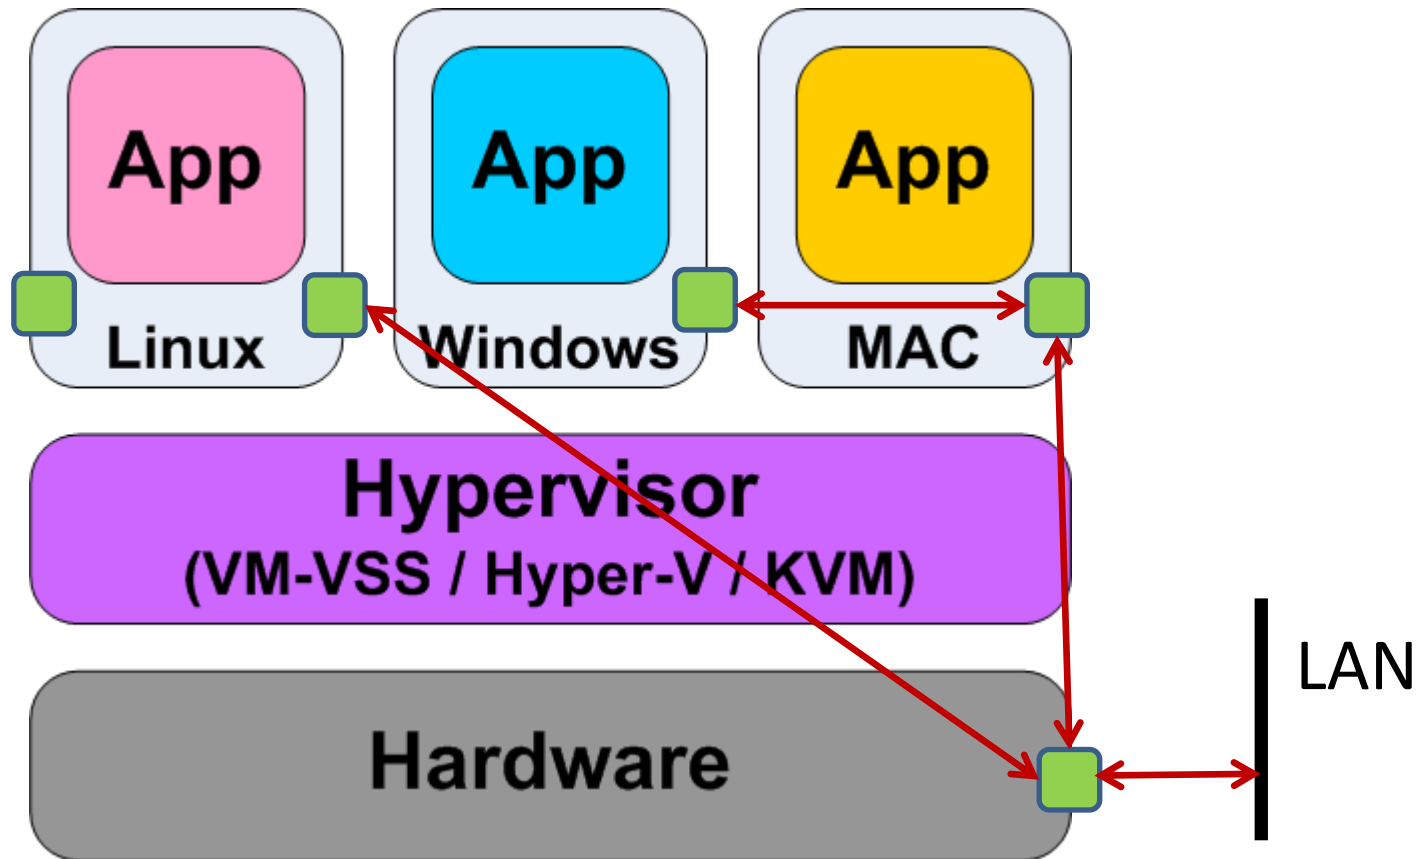 App
App
App
Linux
Windows
MAC
Hypervisor
(VM-VSS / Hyper-V / KVM)
LAN
Hardware